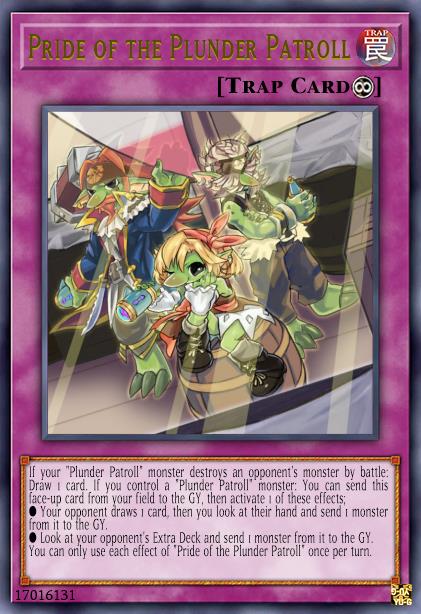 PRIDE OF THE PLUNDER PATROLL
TRAP
罠
[TRAP CARD♾]
If your "Plunder Patroll" monster destroys an opponent's monster by battle:
Draw 1 card. If you control a "Plunder Patroll" monster: You can send this
face-up card from your field to the GY, then activate 1 of these effects;
● Your opponent draws 1 card, then you look at their hand and send 1 monster
from it to the GY.
● Look at your opponent's Extra Deck and send 1 monster from it to the GY.
You can only use each effect of "Pride of the Plunder Patroll" once per turn.
17016131